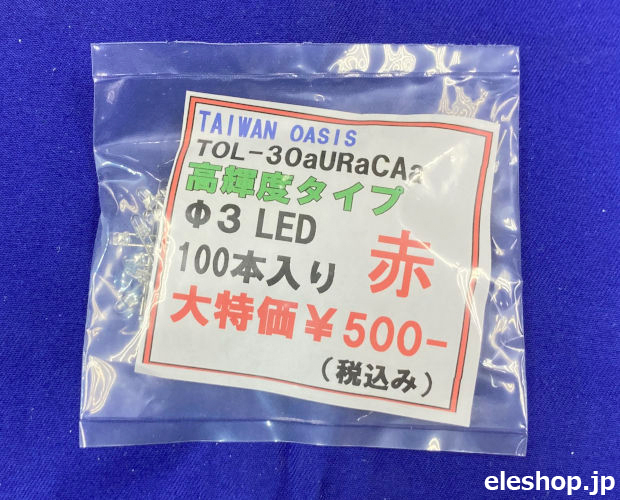 TAIWAN OASIS
TOL-30aURaCAa
高輝度タイプ
Φ3 LED
100本入り 赤
大特価¥500-
(税込み)
eleshop.jp